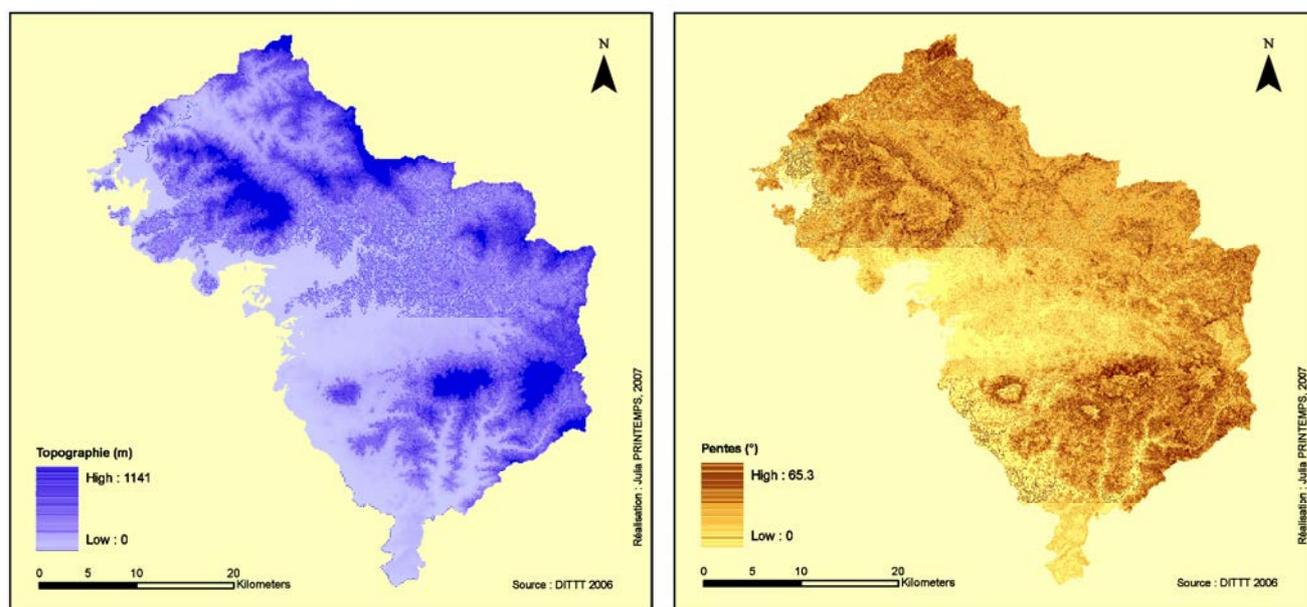 N
Topographie (m)
High : 1141
Low : 0
0 5 10 20
Kilometers
Source : DITTT 2006
Réalisation : Julia PRINTEMPS, 2007
N
Pentes (°)
High : 65.3
Low : 0
0 5 10 20
Kilometers
Source : DITTT 2006
Réalisation : Julia PRINTEMPS, 2007